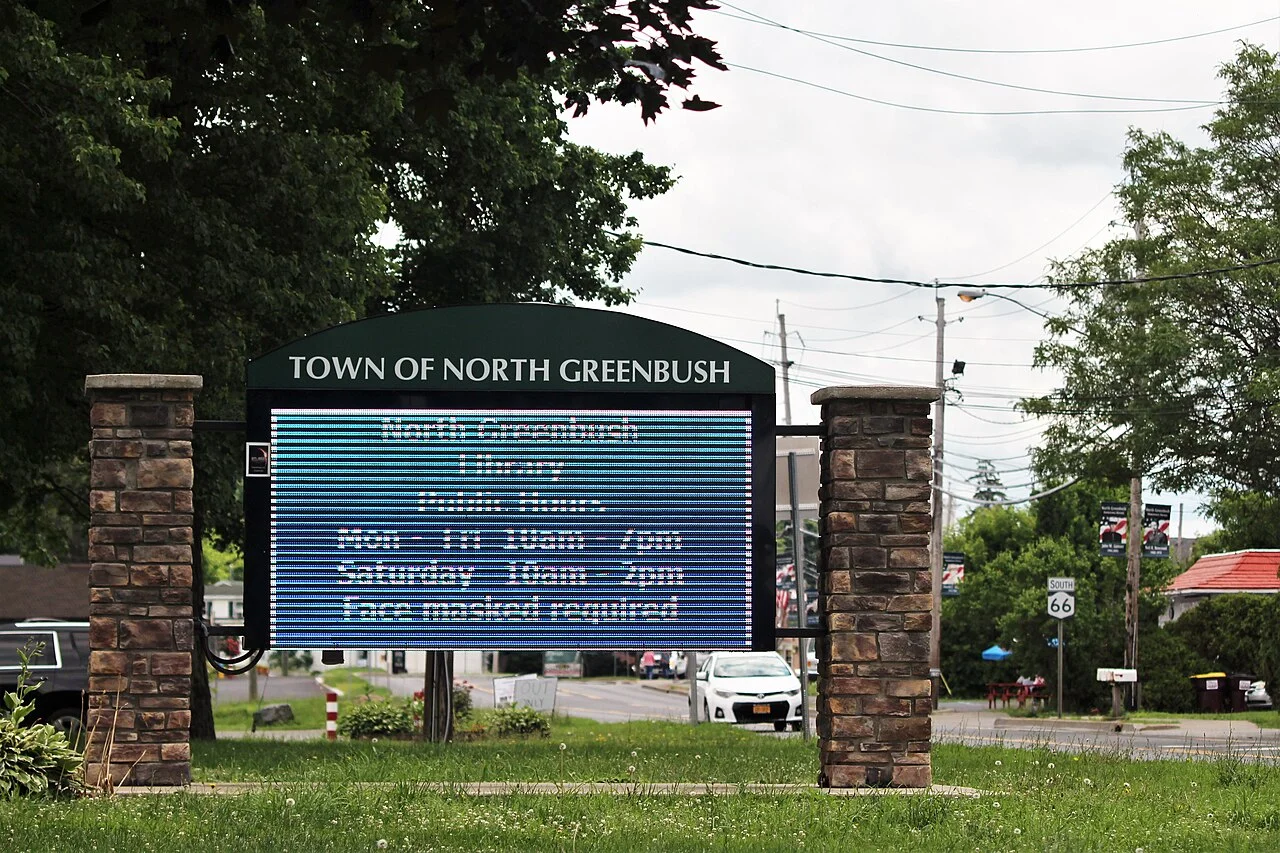 TOWN OF NORTH GREENBUSH
North Greenbush
Library
Public Hours
Mon - Fri 10am - 7pm
Saturday 10am - 2pm
Face masked required
SOUTH
66